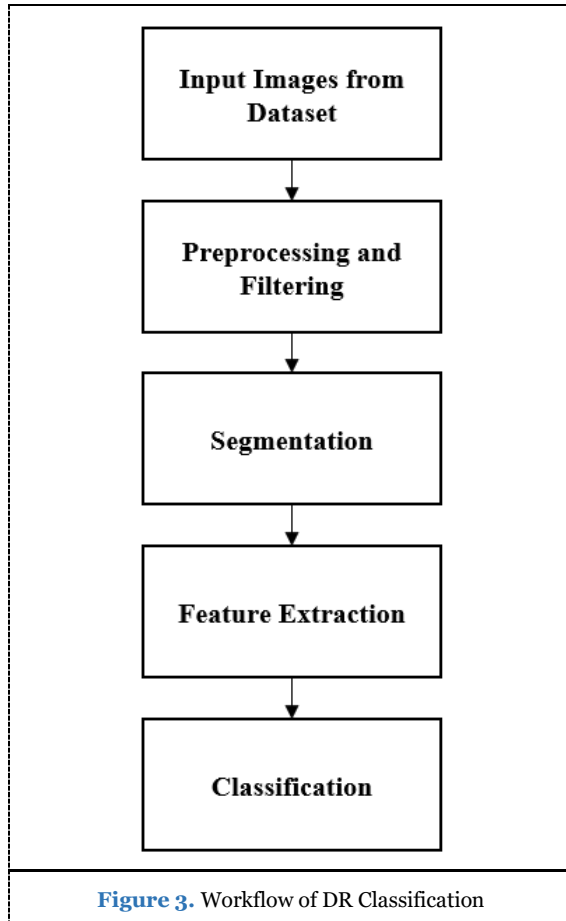 Input Images from
Dataset
Preprocessing and
Filtering
Segmentation
Feature Extraction
Classification
Figure 3. Workflow of DR Classification